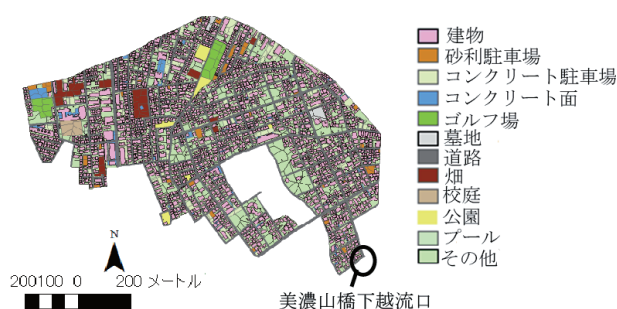 建物
砂利駐車場
コンクリート駐車場
コンクリート面
ゴルフ場
墓地
道路
畑
校庭
公園
プール
その他
N
200100 0 200 メートル
美濃山橋下越流口